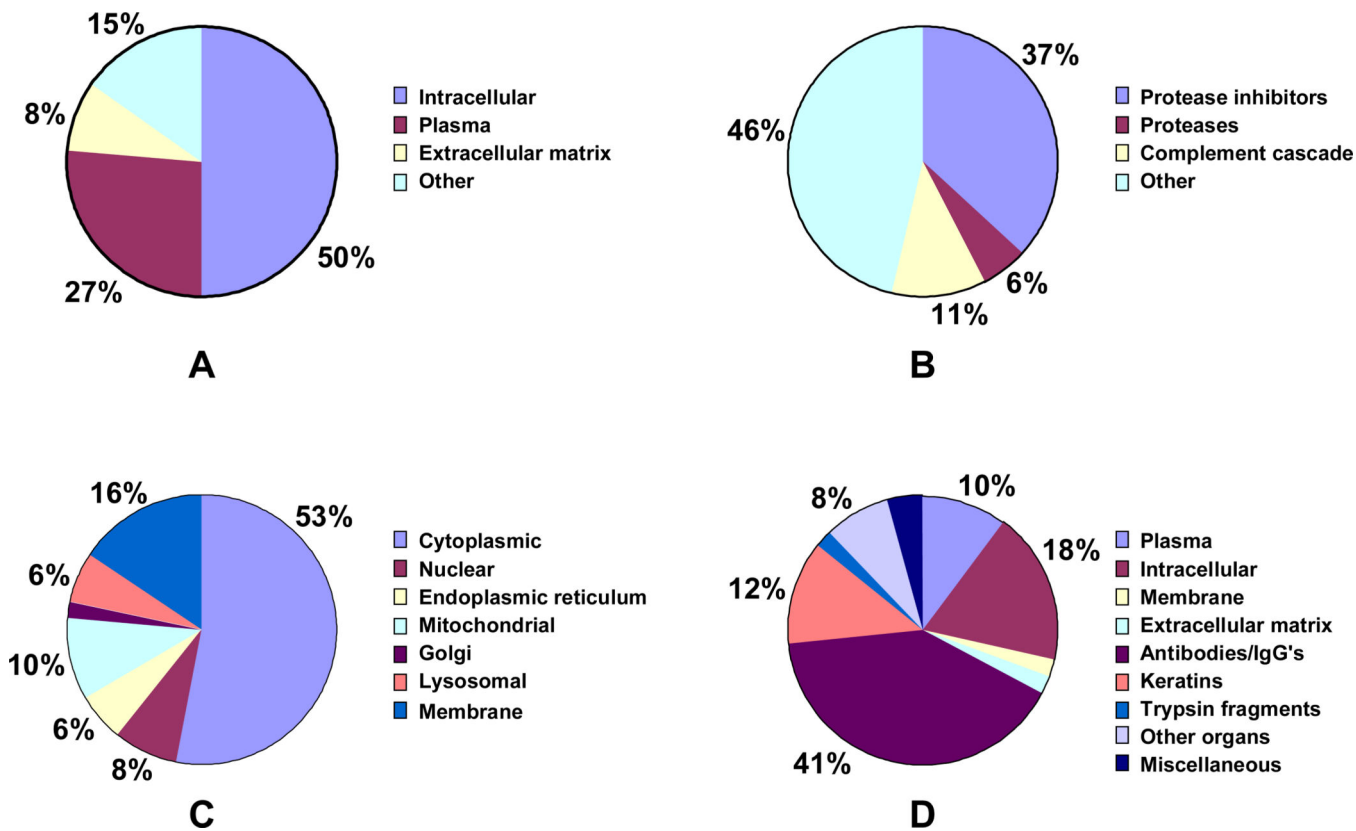 15%
8%
27%
50%
Intracellular
Plasma
Extracellular matrix
Other
A
37%
46%
6%
11%
Protease inhibitors
Proteases
Complement cascade
Other
B
16%
53%
6%
10%
6%
8%
Cytoplasmic
Nuclear
Endoplasmic reticulum
Mitochondrial
Golgi
Lysosomal
Membrane
C
8%
10%
18%
12%
41%
Plasma
Intracellular
Membrane
Extracellular matrix
Antibodies/IgG's
Keratins
Trypsin fragments
Other organs
Miscellaneous
D